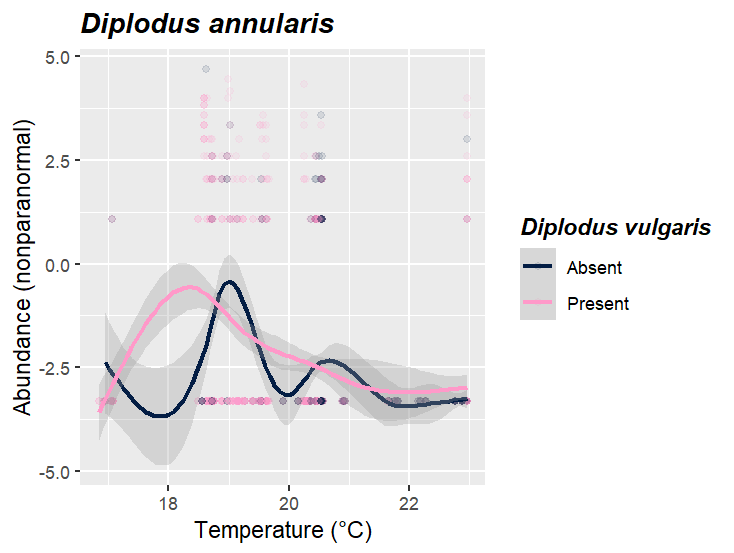 Diplodus annularis
5.0
2.5
0.0
-2.5
-5.0
Abundance (nonparanormal)
18
20
22
Temperature (°C)
Diplodus vulgaris
Absent
Present